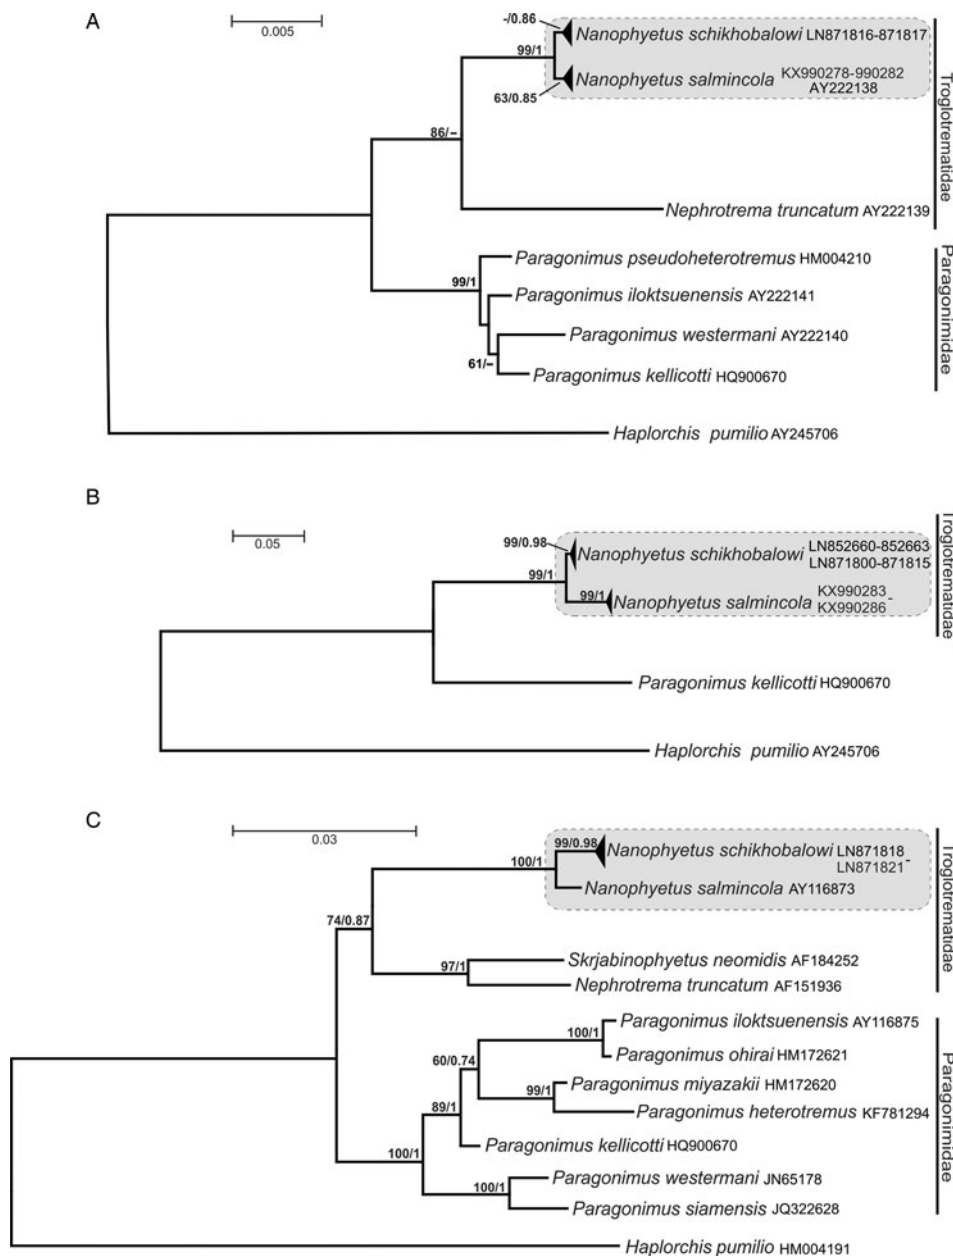 A
0.005
-/0.86
Nanophyetus schikhobalowi LN871816-871817
99/1
Nanophyetus salmincola KX990278-990282
AY222138
63/0.85
86/–
Nephrotrema truncatum AY222139
Troglotrematidae
Paragonimus pseudoheterotremus HM004210
99/1
Paragonimus iloktsuenensis AY222141
Paragonimus westermani AY222140
61/–
Paragonimus kellicotti HQ900670
Paragonimidae
Haplorchis pumilio AY245706
B
0.05
99/0.98
Nanophyetus schikhobalowi LN852660-852663
LN871800-871815
99/1
99/1
Nanophyetus salmincola KX990283-
KX990286
Troglotrematidae
Paragonimus kellicotti HQ900670
Haplorchis pumilio AY245706
C
0.03
99/0.98
Nanophyetus schikhobalowi LN871818-
LN871821
100/1
Nanophyetus salmincola AY116873
74/0.87
Skrjabinophyetus neomidis AF184252
97/1
Nephrotrema truncatum AF151936
Troglotrematidae
Paragonimus iloktsuenensis AY116875
100/1
Paragonimus ohirai HM172621
60/0.74
Paragonimus miyazakii HM172620
99/1
Paragonimus heterotremus KF781294
89/1
Paragonimus kellicotti HQ900670
100/1
Paragonimus westermani JN65178
100/1
Paragonimus siamensis JQ322628
Paragonimidae
Haplorchis pumilio HM004191